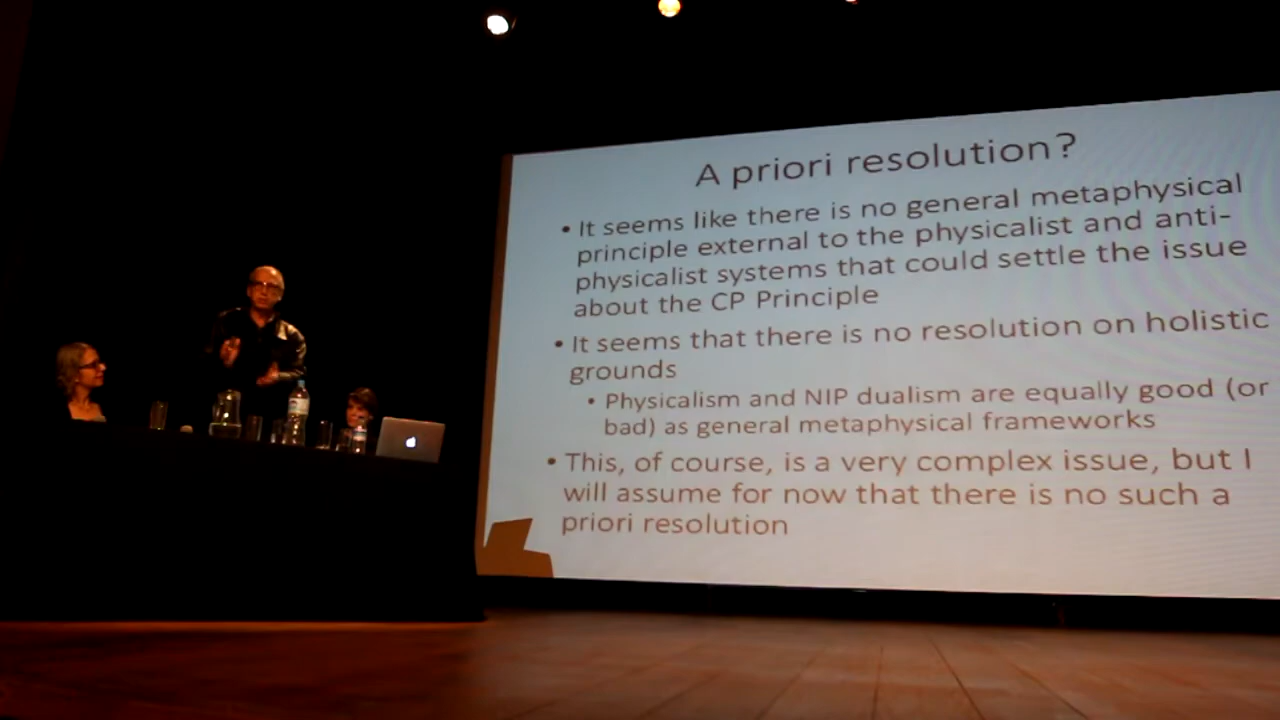 A priori resolution?
• It seems like there is no general metaphysical
principle external to the physicalist and anti-
physicalist systems that could settle the issue
about the CP Principle
• It seems that there is no resolution on holistic
grounds
• Physicalism and NIP dualism are equally good (or
bad) as general metaphysical frameworks
• This, of course, is a very complex issue, but I
will assume for now that there is no such a
priori resolution